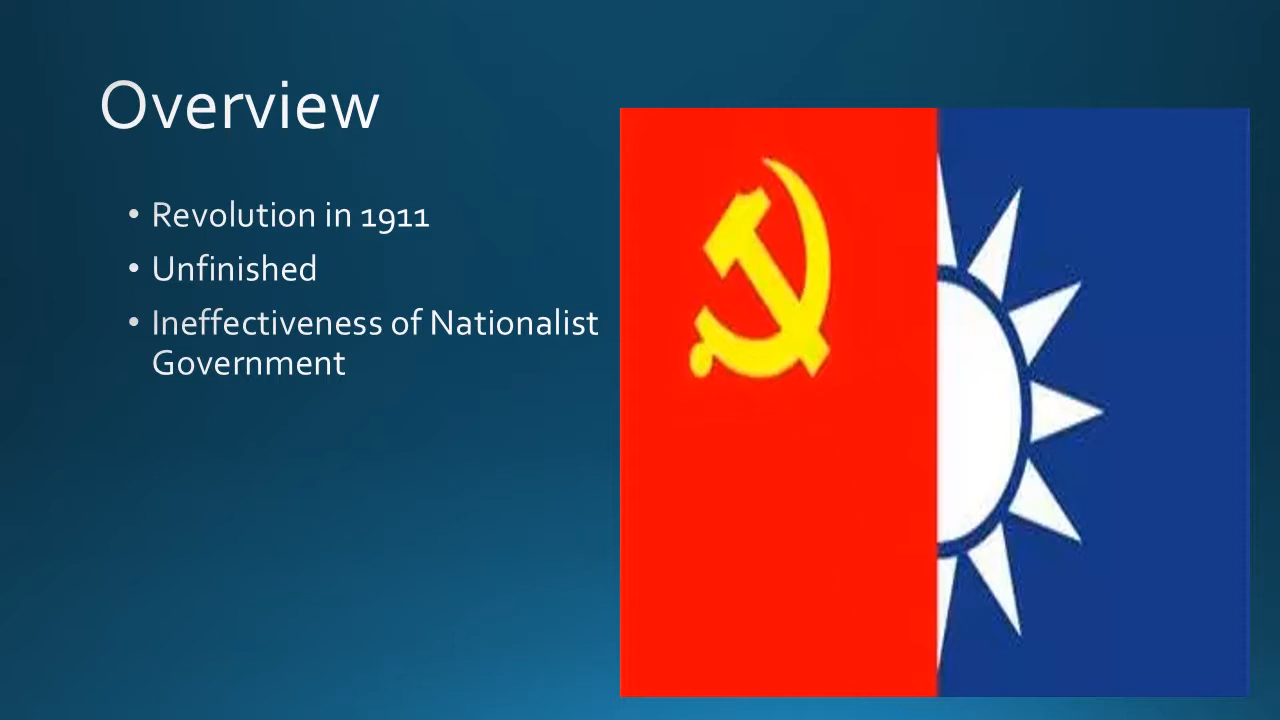 Overview
• Revolution in 1911
• Unfinished
• Ineffectiveness of Nationalist
Government